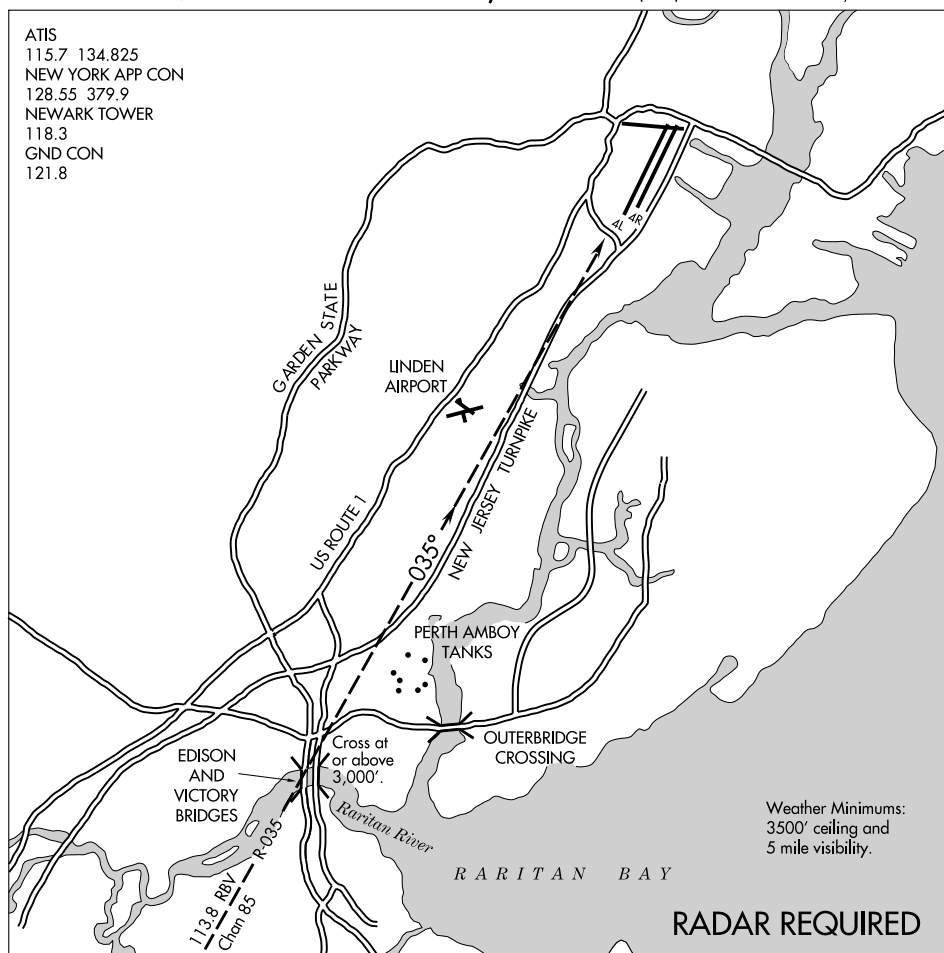 ATIS
115.7 134.825
NEW YORK APP CON
128.55 379.9
NEWARK TOWER
118.3
GND CON
121.8
4L
4R
GARDEN STATE
PARKWAY
LINDEN
AIRPORT
US ROUTE 1
035°
NEW JERSEY TURNPIKE
PERTH AMBOY
TANKS
OUTERBRIDGE
CROSSING
EDISON
AND
VICTORY
BRIDGES
Cross at
or above
3,000'.
Raritan River
113.8 RBV R-035
Chan 85
RARITAN BAY
Weather Minimums:
3500' ceiling and
5 mile visibility.
RADAR REQUIRED